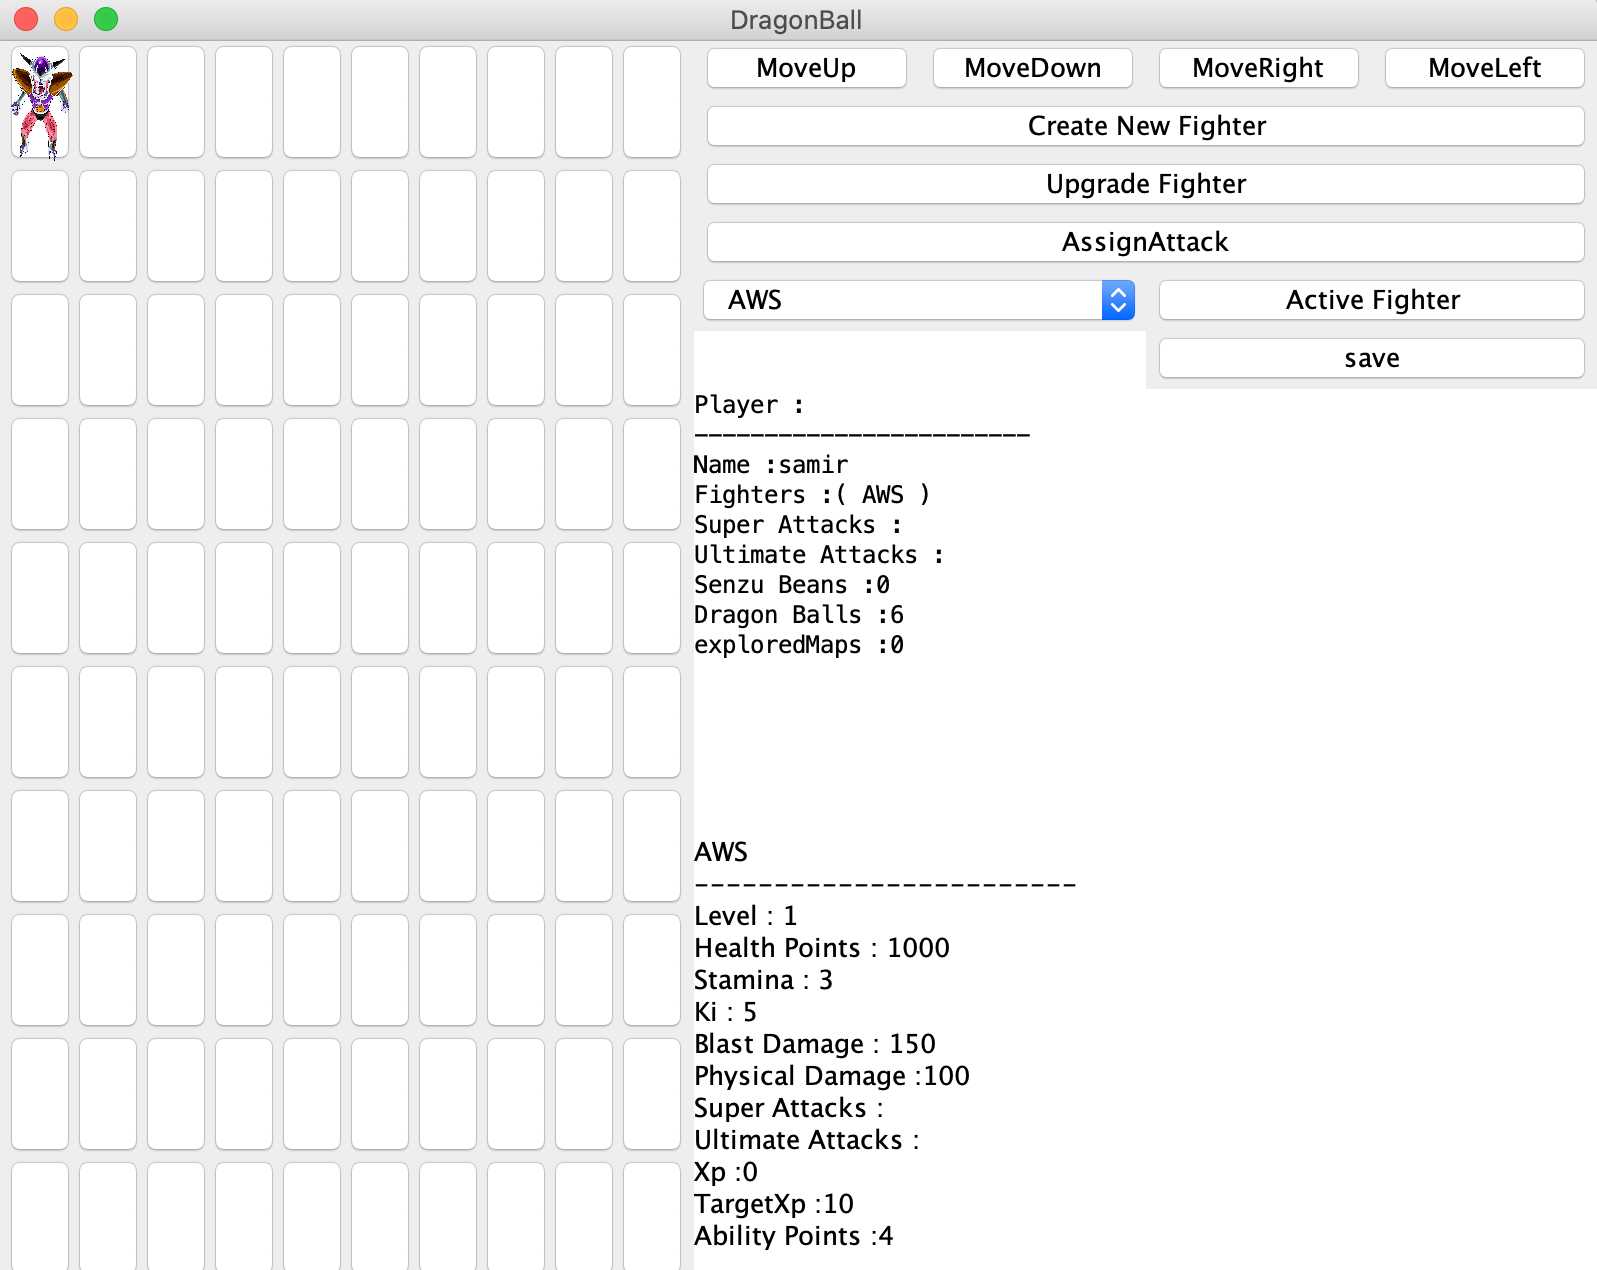 DragonBall
MoveUp MoveDown MoveRight MoveLeft
Create New Fighter
Upgrade Fighter
AssignAttack
AWS Active Fighter
save
Player :
------------------------
Name :samir
Fighters :( AWS )
Super Attacks :
Ultimate Attacks :
Senzu Beans :0
Dragon Balls :6
exploredMaps :0
AWS
------------------------
Level : 1
Health Points : 1000
Stamina : 3
Ki : 5
Blast Damage : 150
Physical Damage :100
Super Attacks :
Ultimate Attacks :
Xp :0
TargetXp :10
Ability Points :4